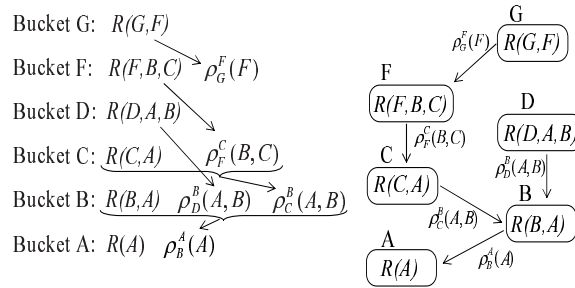 Bucket G: R(G,F)
Bucket F: R(F,B,C) ρ_G^F(F)
Bucket D: R(D,A,B)
Bucket C: R(C,A) ρ_F^C(B,C)
Bucket B: R(B,A) ρ_D^B(A,B) ρ_C^B(A,B)
Bucket A: R(A) ρ_B^A(A)
G
R(G,F)
ρ_G^F(F)
F
R(F,B,C)
D
R(D,A,B)
ρ_F^C(B,C)
ρ_D^B(A,B)
C
R(C,A)
B
R(B,A)
ρ_C^B(A,B)
A
R(A)
ρ_B^A(A)